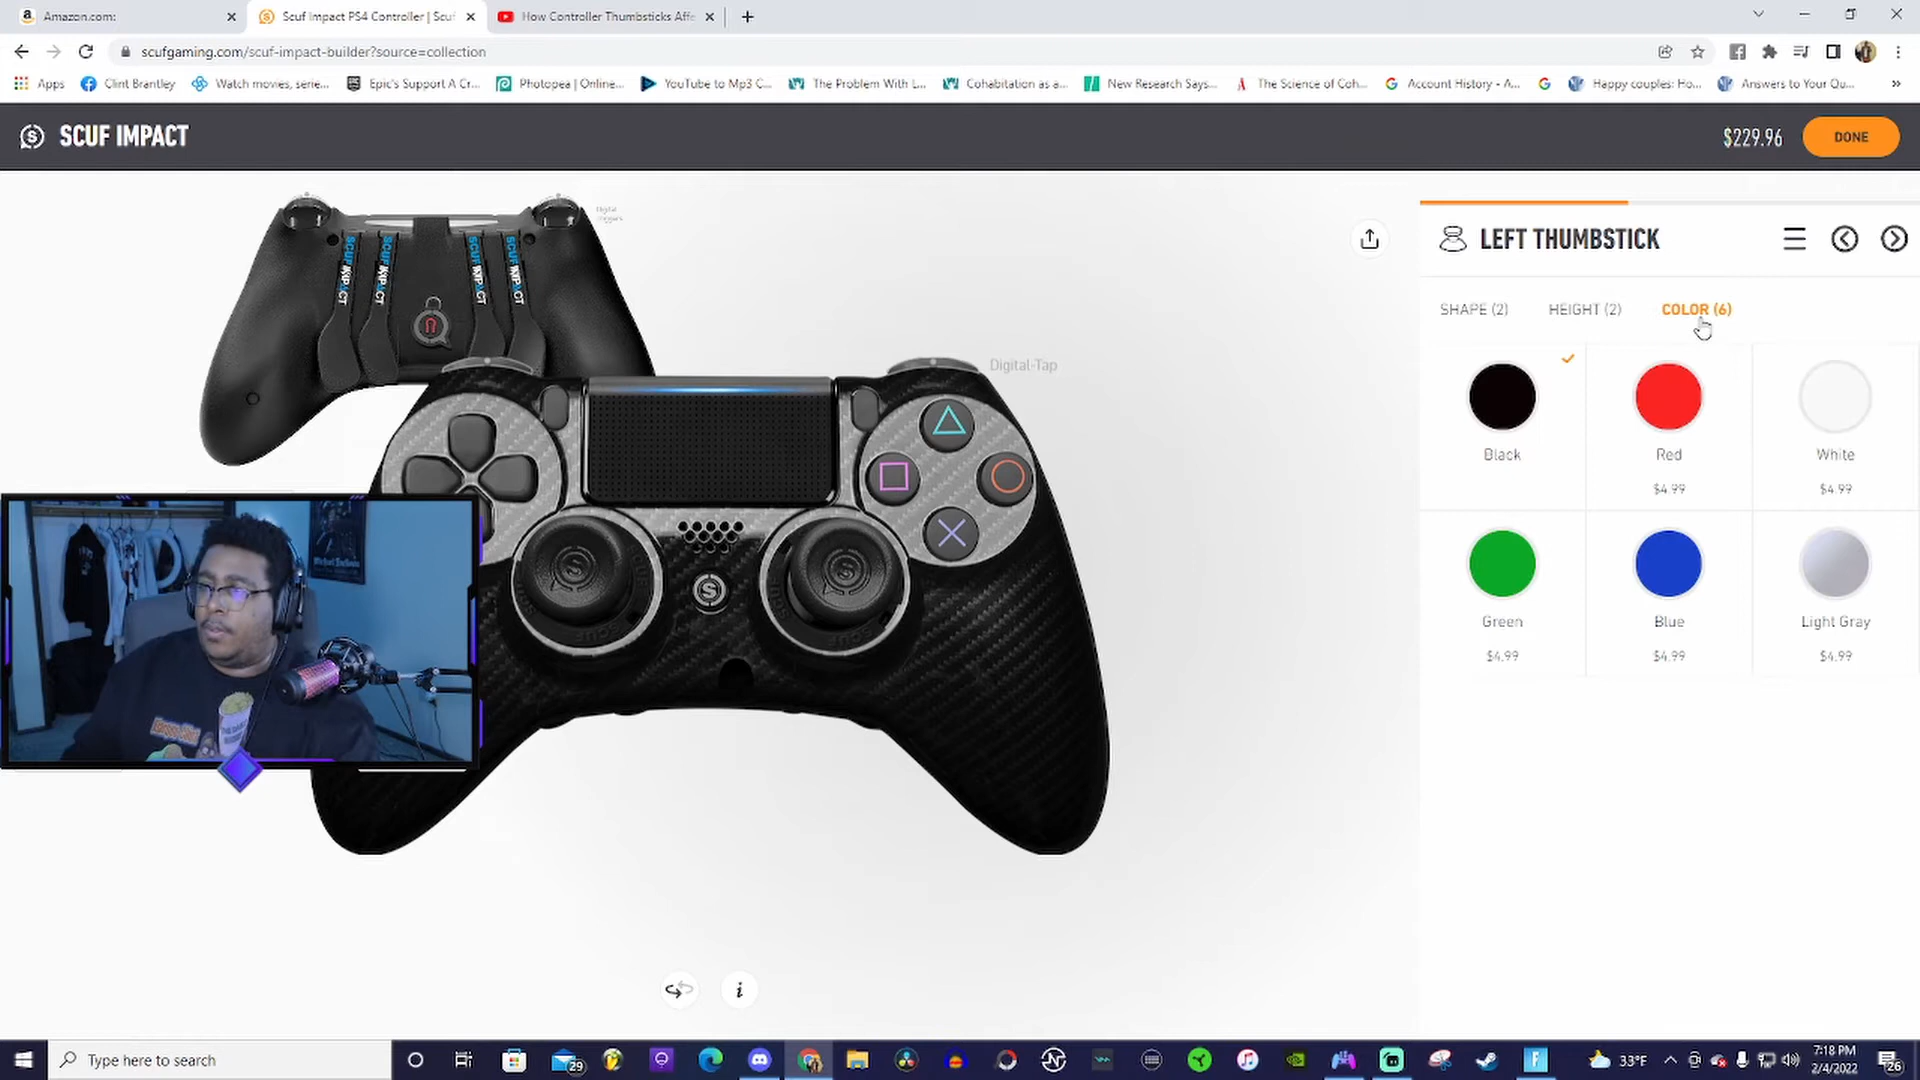 Amazon.com:
Scuf Impact PS4 Controller | Scuf
How Controller Thumbsticks Affe
scufgaming.com/scuf-impact-builder?source=collection
Apps
Clint Brantley
Watch movies, serie...
Epic's Support A Cr...
Photopea | Online...
YouTube to Mp3 C...
The Problem With L...
Cohabitation as a...
New Research Says...
The Science of Coh...
Account History - A...
Happy couples: Ho...
Answers to Your Qu...
SCUF IMPACT
$229.96
DONE
LEFT THUMBSTICK
SHAPE (2)
HEIGHT (2)
COLOR (6)
Digital-Tap
Black
Red
White
$4.99
$4.99
Green
Blue
Light Gray
$4.99
$4.99
$4.99
Type here to search
29
33°F
7:18 PM
2/4/2022
26